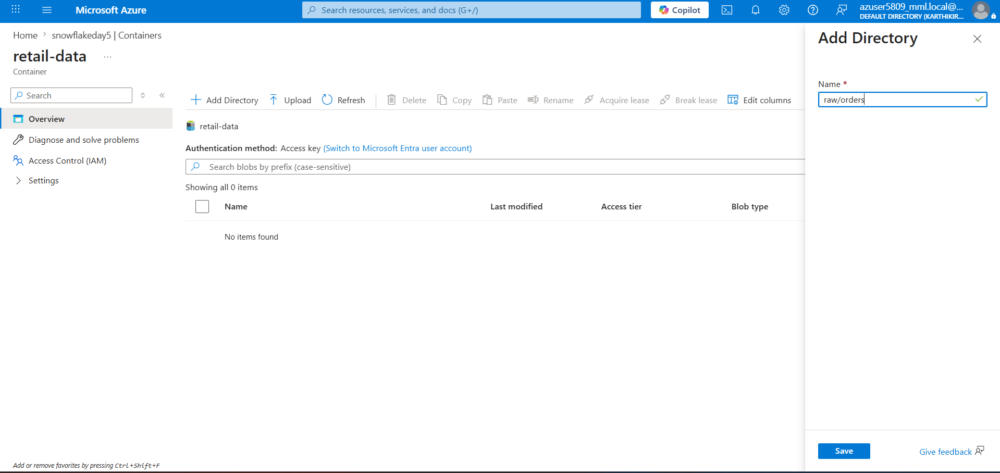 Microsoft Azure
Search resources, services, and docs (G+/)
Copilot
azuser5809_mml.local@...
DEFAULT DIRECTORY (KARTHIKIR...
Home > snowflakeday5 | Containers
retail-data ...
Container
Search
Overview
Diagnose and solve problems
Access Control (IAM)
Settings
Add Directory Upload Refresh Delete Copy Paste Rename Acquire lease Break lease Edit columns
retail-data
Authentication method: Access key (Switch to Microsoft Entra user account)
Search blobs by prefix (case-sensitive)
Showing all 0 items
Name Last modified Access tier Blob type
No items found
Add or remove favorites by pressing Ctrl+Shift+F
Add Directory
Name *
raw/orders
Save
Give feedback